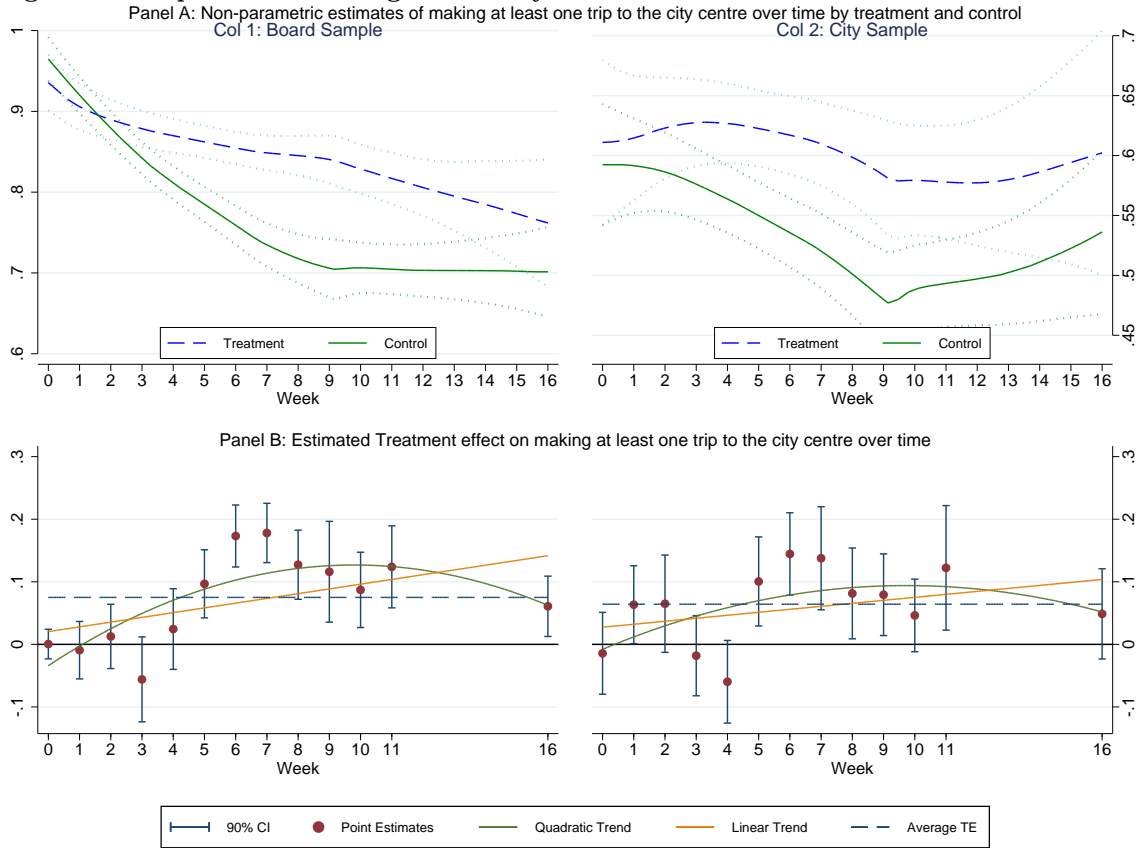 Panel A: Non-parametric estimates of making at least one trip to the city centre over time by treatment and control
Col 1: Board Sample
Col 2: City Sample
1
.9
.8
.7
.6
Treatment
Control
0 1 2 3 4 5 6 7 8 9 10 11 12 13 14 15 16
Week
.7
.65
.6
.55
.5
.45
Treatment
Control
0 1 2 3 4 5 6 7 8 9 10 11 12 13 14 15 16
Week
Panel B: Estimated Treatment effect on making at least one trip to the city centre over time
.3
.2
.1
0
-.1
0 1 2 3 4 5 6 7 8 9 10 11 16
Week
.3
.2
.1
0
-.1
0 1 2 3 4 5 6 7 8 9 10 11 16
Week
90% CI
Point Estimates
Quadratic Trend
Linear Trend
Average TE